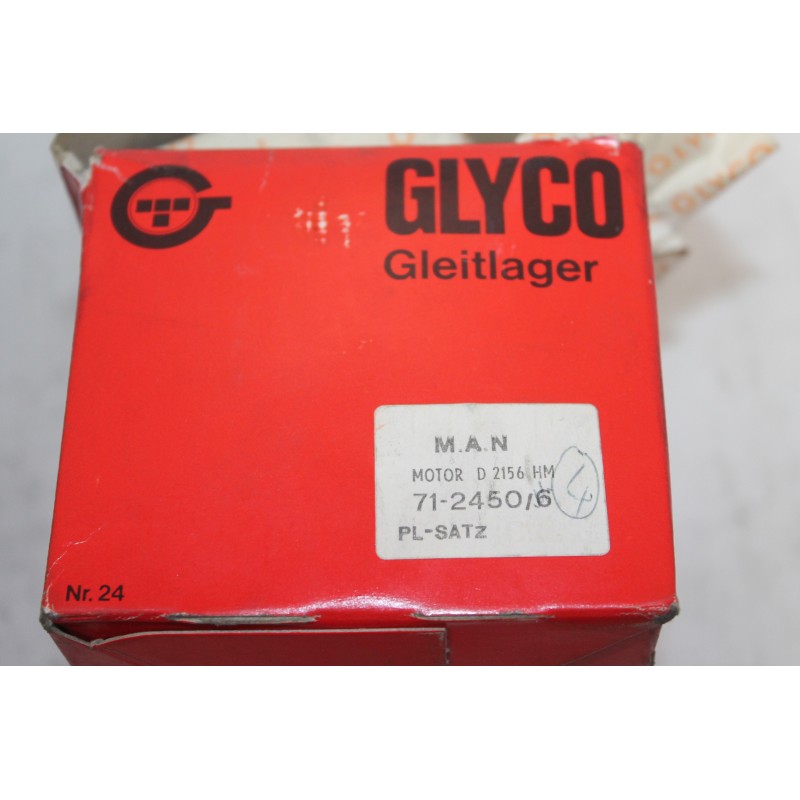 GLYCO
Gleitlager
M.A.N
MOTOR D 2156 HM
71-2450/6
4
PL-SATZ
Nr. 24